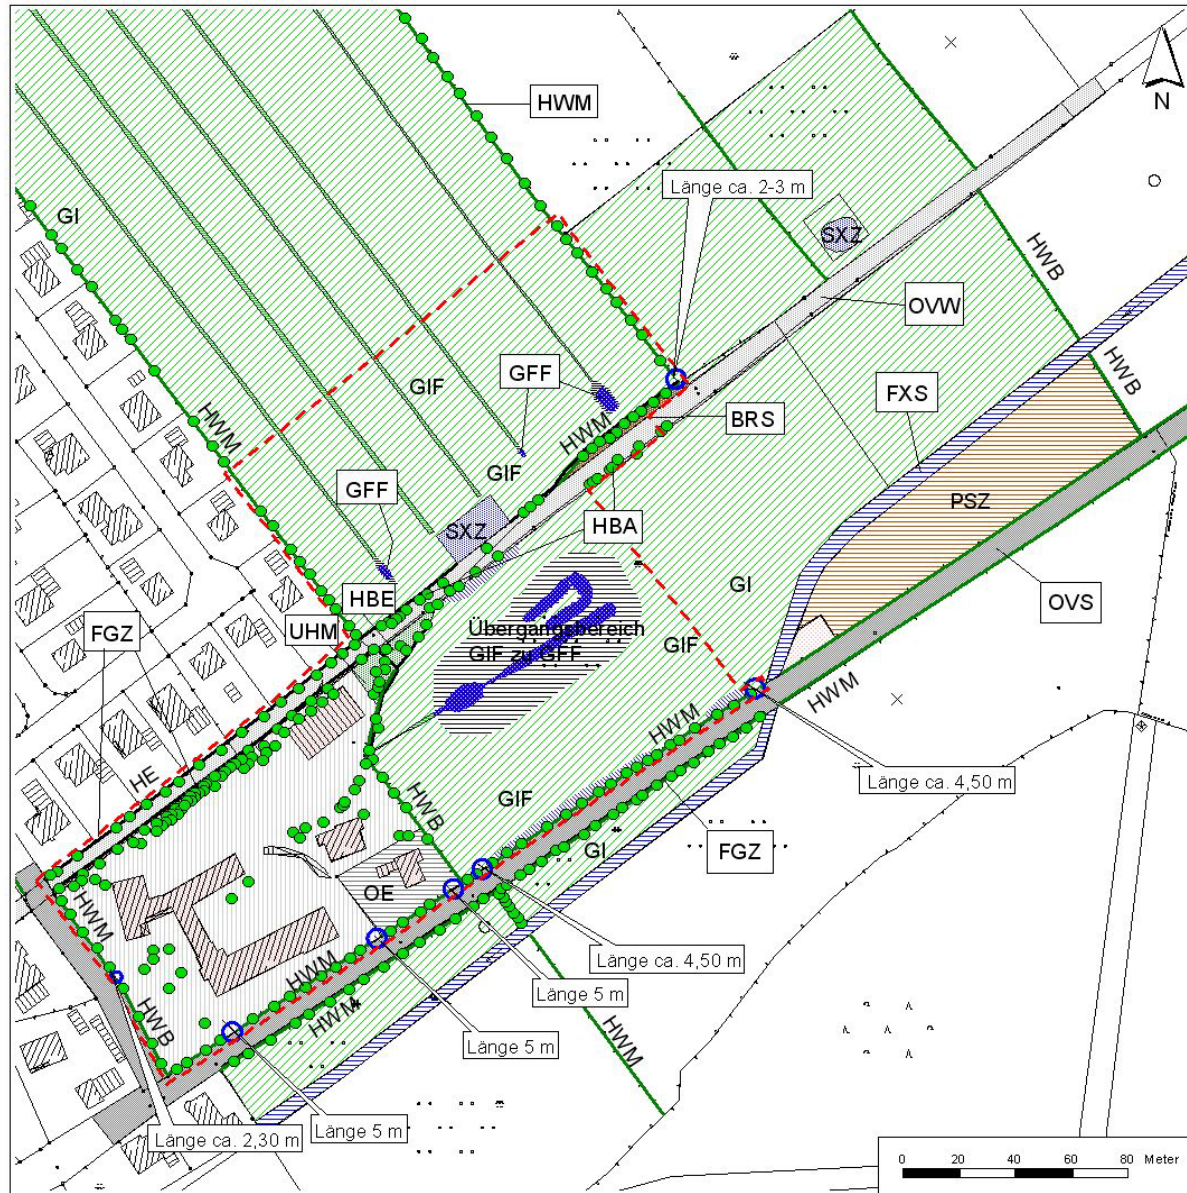 HWM
N
Länge ca. 2-3 m
GI
SXZ
HWB
OVW
HWM
GIF
GFF
HWB
FXS
BRS
HWM
GIF
GFF
PSZ
SXZ
HBA
GI
HBE
OVS
FGZ
UHM
Übergangsbereich
GIF zu GFF
GIF
HWM
HWM
HE
Länge ca. 4,50 m
HWB
GIF
GI
FGZ
OE
HWM
HWM
Länge ca. 4,50 m
Länge 5 m
HWB
HWM
HWM
Länge 5 m
Länge 5 m
Länge ca. 2,30 m
0 20 40 60 80 Meter